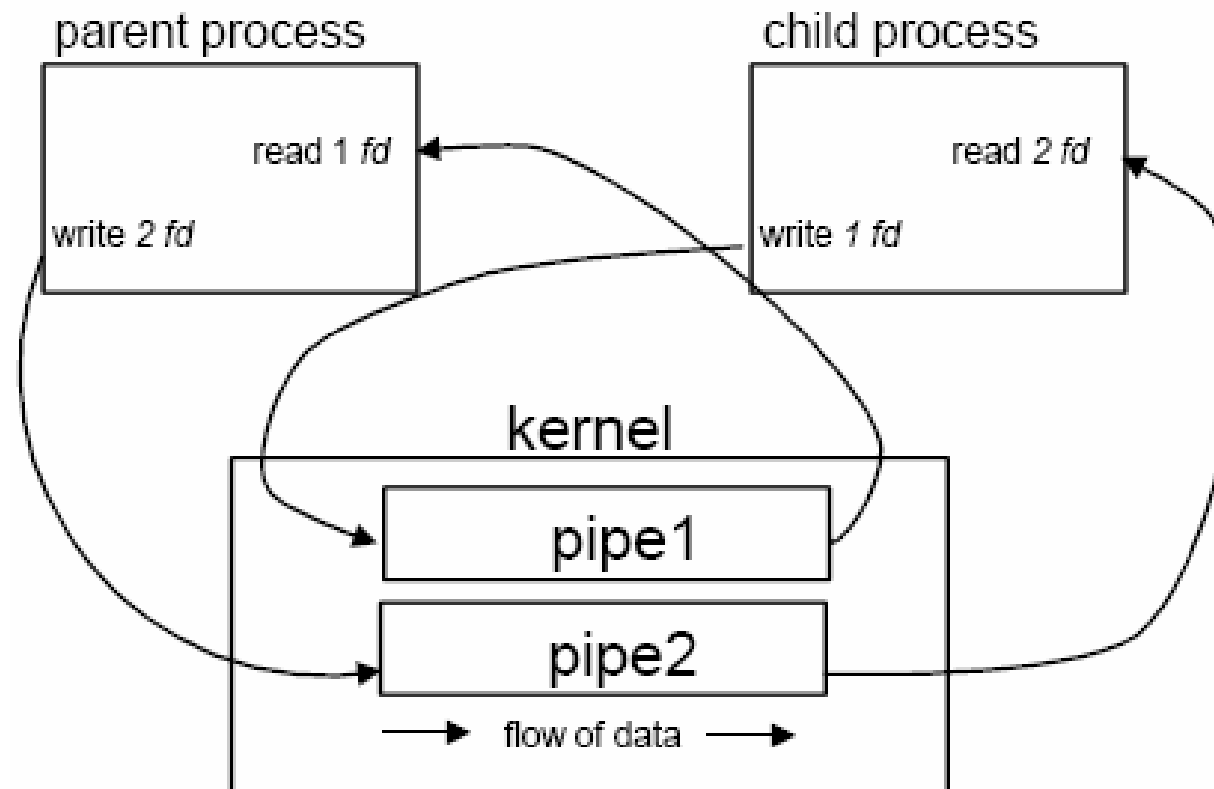 parent process
child process
read 1 fd
read 2 fd
write 2 fd
write 1 fd
kernel
pipe1
pipe2
flow of data